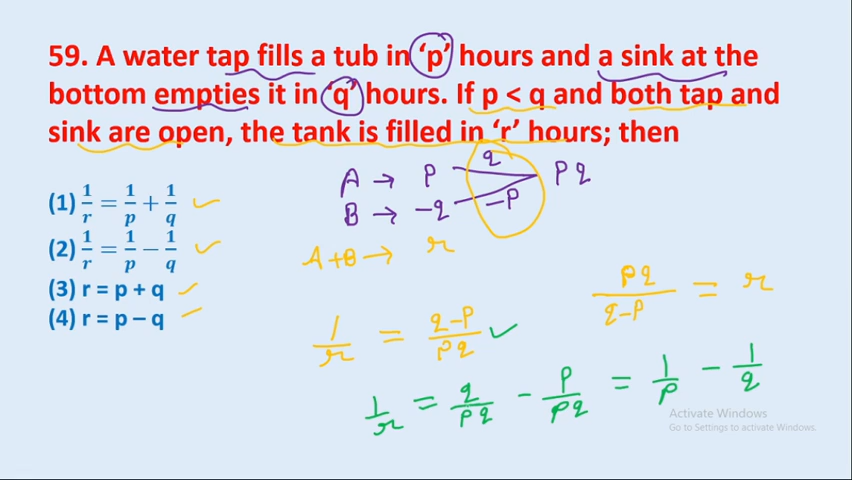 59. A water tap fills a tub in 'p' hours and a sink at the
bottom empties it in 'q' hours. If p < q and both tap and
sink are open, the tank is filled in 'r' hours; then
(1) 1/r = 1/p + 1/q
(2) 1/r = 1/p − 1/q
(3) r = p + q
(4) r = p − q
A → P q Pq
B → −q −P
A+B → r
Pq/(q−P) = r
1/r = (q−P)/Pq
1/r = q/Pq − P/Pq = 1/P − 1/q
Activate Windows
Go to Settings to activate Windows.